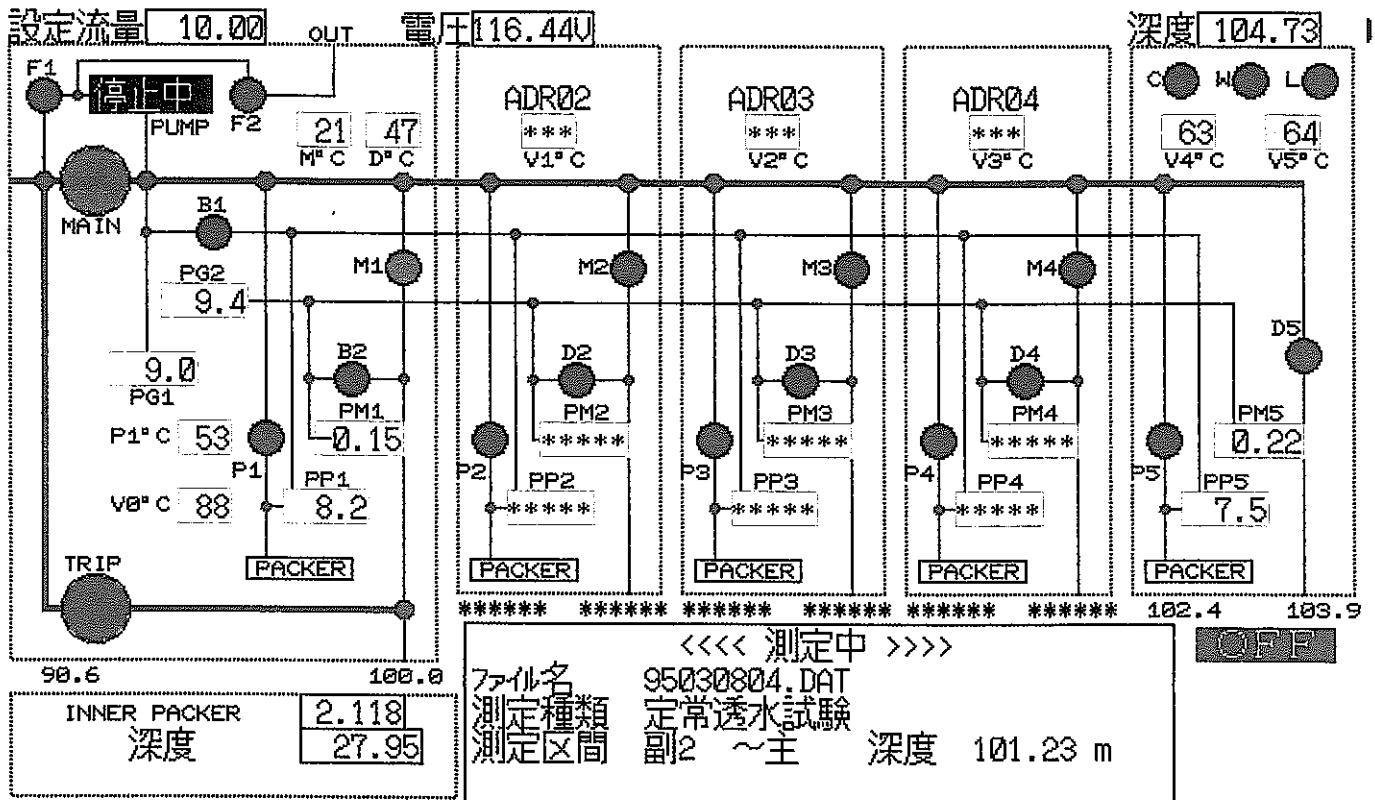 設定流量 10.00 OUT 電圧 116.44V 深度 104.73
F1 停止中 PUMP F2
21 47
M°C D°C
ADR02 ADR03 ADR04
*** *** ***
V1°C V2°C V3°C
C W L
63 64
V4°C V5°C
MAIN B1
M1 M2 M3 M4
PG2
9.4
D5
9.0
PG1
B2 D2 D3 D4
PM1 PM2 PM3 PM4 PM5
0.15 ***** ***** ***** 0.22
P1°C 53
P1 P2 P3 P4 P5
PP1 PP2 PP3 PP4 PP5
V0°C 88 8.2 ***** ***** ***** 7.5
PACKER PACKER PACKER PACKER PACKER
TRIP
****** ****** ****** ****** ****** ****** 102.4 103.9
OFF
90.6 100.0
INNER PACKER 2.118
深度 27.95
<<<< 測定中 >>>>
ファイル名 95030804.DAT
測定種類 定常透水試験
測定区間 副2 ～主 深度 101.23 m